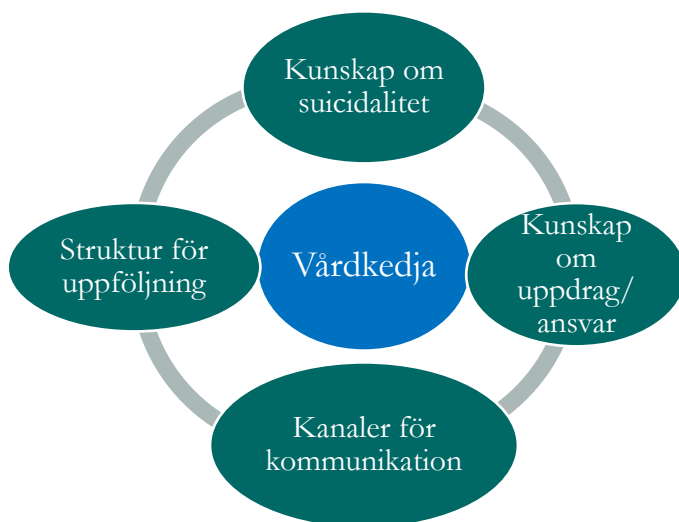 Kunskap om
suicidalitet
Struktur för
uppföljning
Vårdkedja
Kunskap
om
uppdrag/
ansvar
Kanaler för
kommunikation